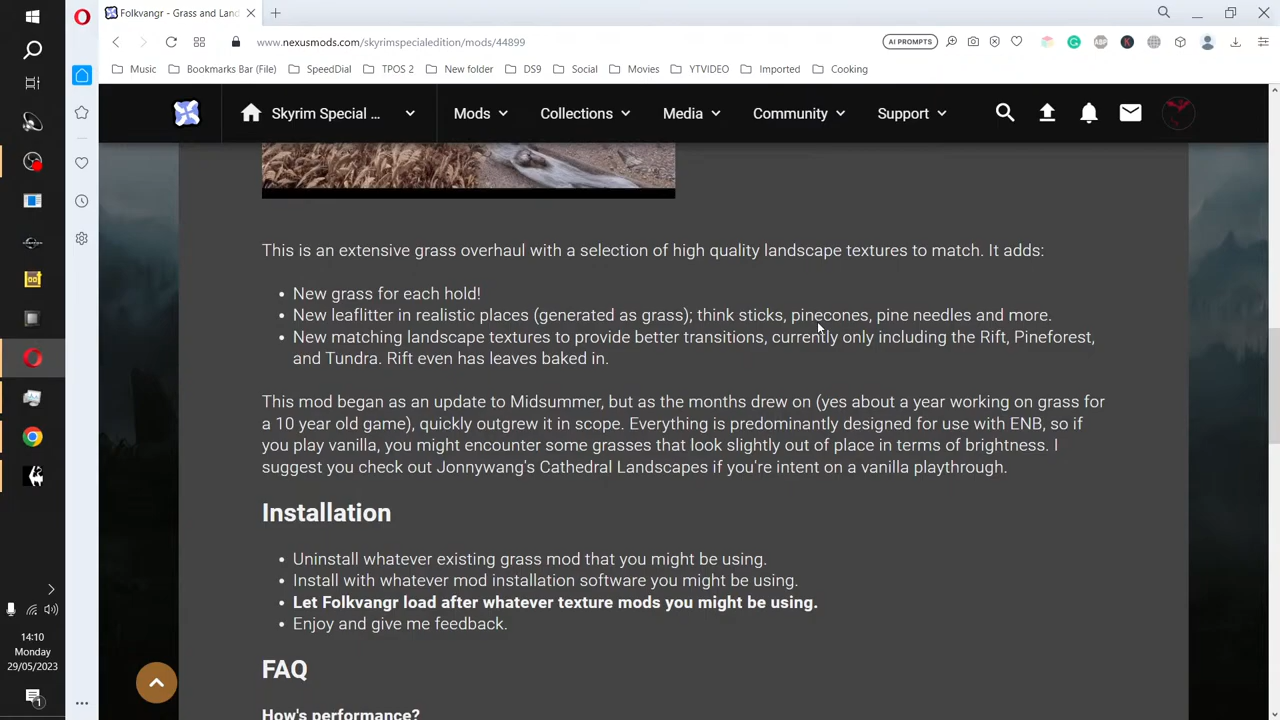 Folkvangr - Grass and Land
www.nexusmods.com/skyrimspecialedition/mods/44899
AI PROMPTS
Music
Bookmarks Bar (File)
SpeedDial
TPOS 2
New folder
DS9
Social
Movies
YTVIDEO
Imported
Cooking
Skyrim Special ...
Mods
Collections
Media
Community
Support
This is an extensive grass overhaul with a selection of high quality landscape textures to match. It adds:
New grass for each hold!
New leaflitter in realistic places (generated as grass); think sticks, pinecones, pine needles and more.
New matching landscape textures to provide better transitions, currently only including the Rift, Pineforest,
and Tundra. Rift even has leaves baked in.
This mod began as an update to Midsummer, but as the months drew on (yes about a year working on grass for
a 10 year old game), quickly outgrew it in scope. Everything is predominantly designed for use with ENB, so if
you play vanilla, you might encounter some grasses that look slightly out of place in terms of brightness. I
suggest you check out Jonnywang's Cathedral Landscapes if you're intent on a vanilla playthrough.
Installation
Uninstall whatever existing grass mod that you might be using.
Install with whatever mod installation software you might be using.
Let Folkvangr load after whatever texture mods you might be using.
Enjoy and give me feedback.
FAQ
How's performance?
14:10
Monday
29/05/2023
1